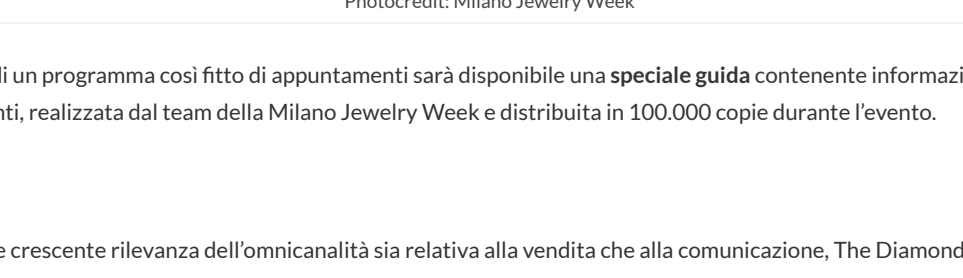 Photocredit: Milano Jewelry Week
di un programma così fitto di appuntamenti sarà disponibile una speciale guida contenente informazi
nti, realizzata dal team della Milano Jewelry Week e distribuita in 100.000 copie durante l’evento.
e crescente rilevanza dell’omnicanalità sia relativa alla vendita che alla comunicazione, The Diamond